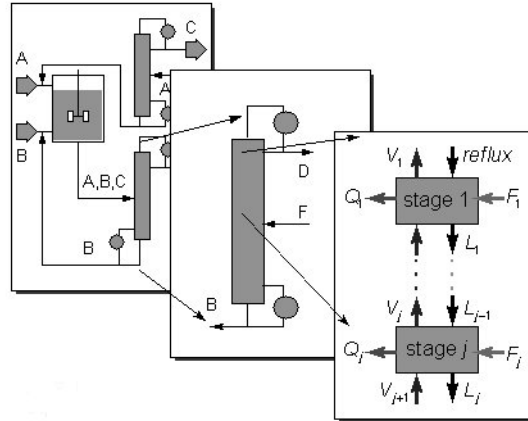 C
A
A
B
A,B,C
B
D
F
B
V1 reflux
Q1 stage 1 F1
L1
Vj Lj-1
Qj stage j Fj
Vj+1 Lj